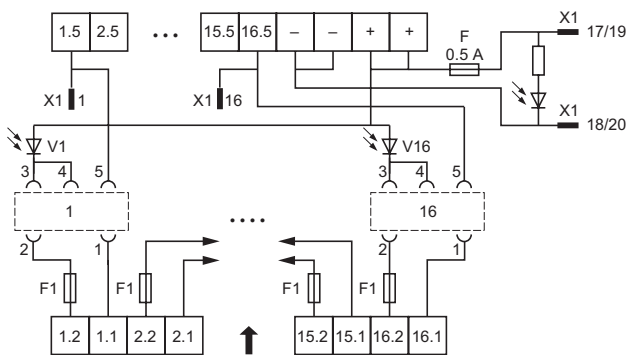 1.5 2.5 ... 15.5 16.5 – – + +
F
0.5 A
X1 17/19
X1 1
X1 16
X1
18/20
V1
V16
3 4 5
3 4 5
1
16
2 1
2 1
....
F1
F1
F1
F1
1.2 1.1 2.2 2.1
15.2 15.1 16.2 16.1